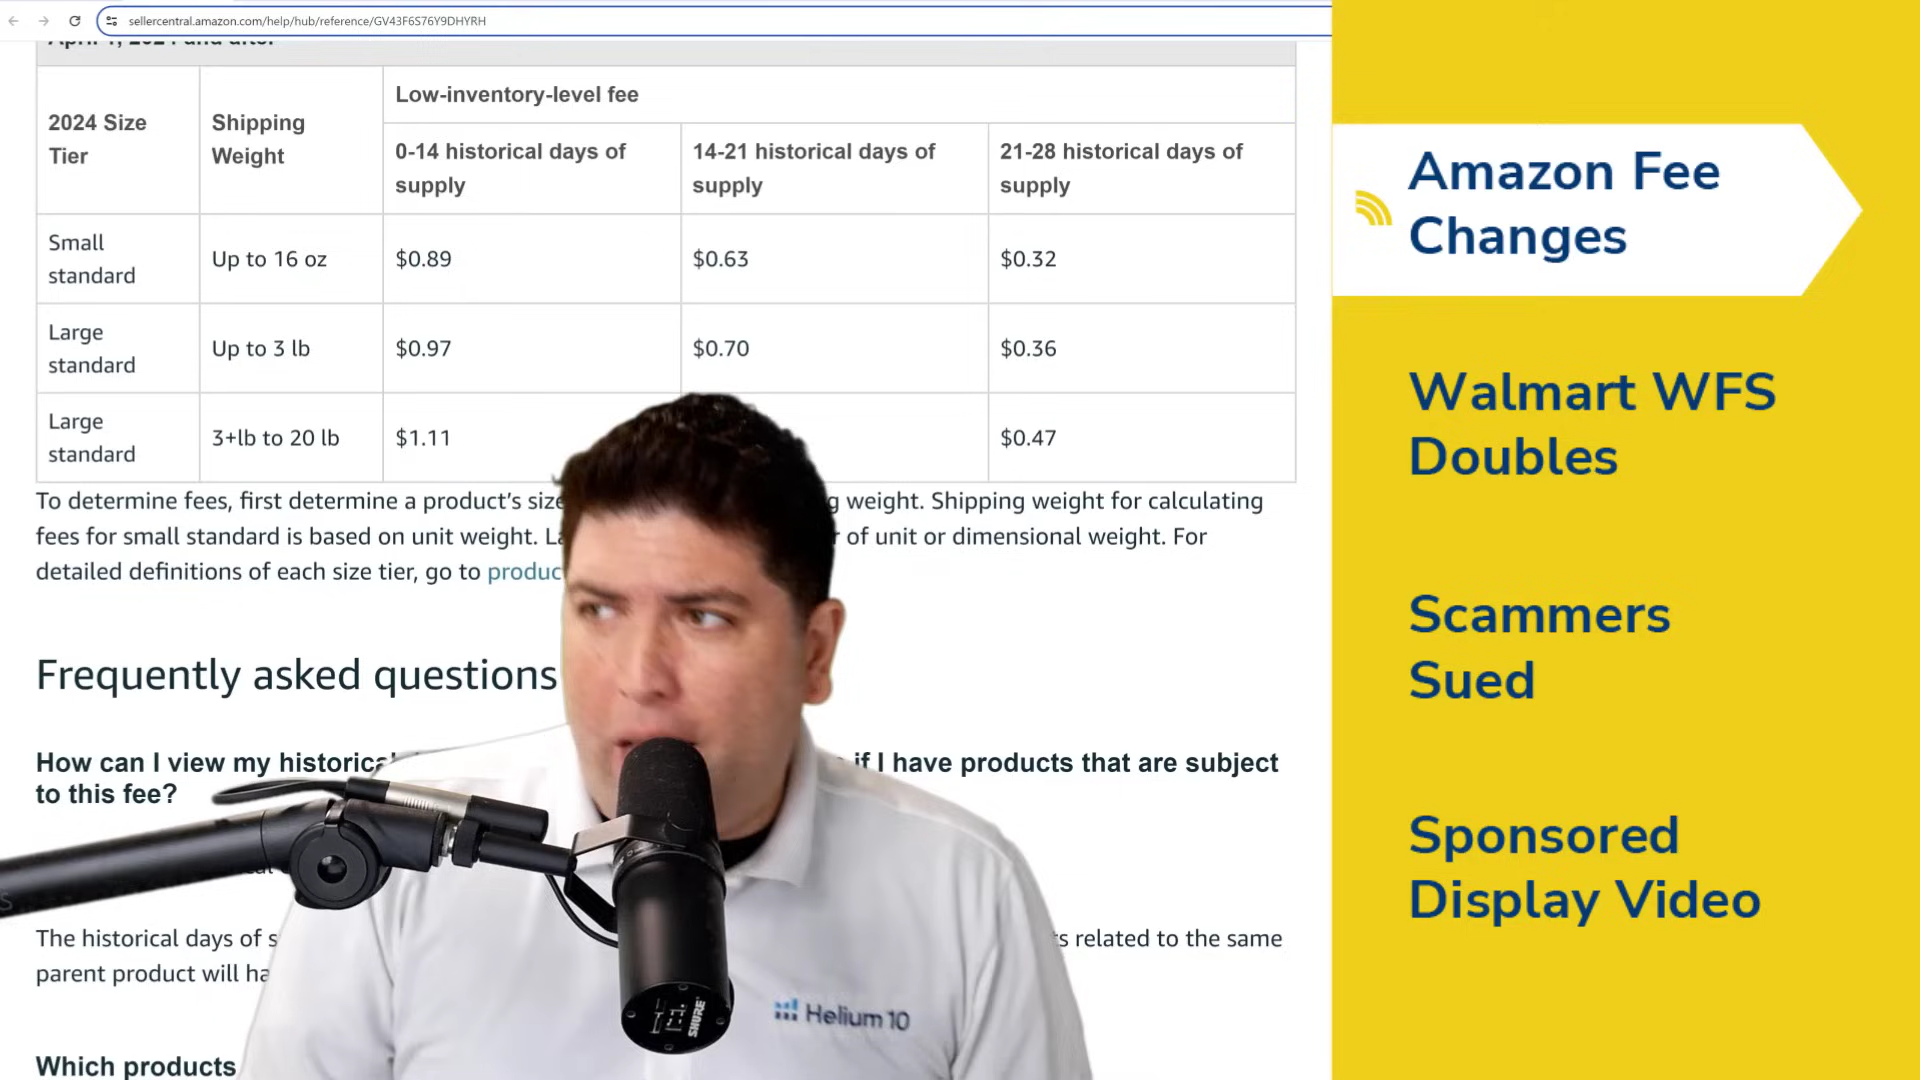 sellercentral.amazon.com/help/hub/reference/GV43F6S76Y9DHYRH
April 1, 2024 and after
Low-inventory-level fee
2024 Size
Tier
Shipping
Weight
0-14 historical days of
supply
14-21 historical days of
supply
21-28 historical days of
supply
Small
standard
Up to 16 oz
$0.89
$0.63
$0.32
Large
standard
Up to 3 lb
$0.97
$0.70
$0.36
Large
standard
3+lb to 20 lb
$1.11
$0.47
To determine fees, first determine a product's size weight. Shipping weight for calculating
fees for small standard is based on unit weight. of unit or dimensional weight. For
detailed definitions of each size tier, go to
Frequently asked questions
How can I view my historical if I have products that are subject
to this fee?
The historical days of related to the same
parent product will
Which products
SHURE
Helium 10
Amazon Fee
Changes
Walmart WFS
Doubles
Scammers
Sued
Sponsored
Display Video